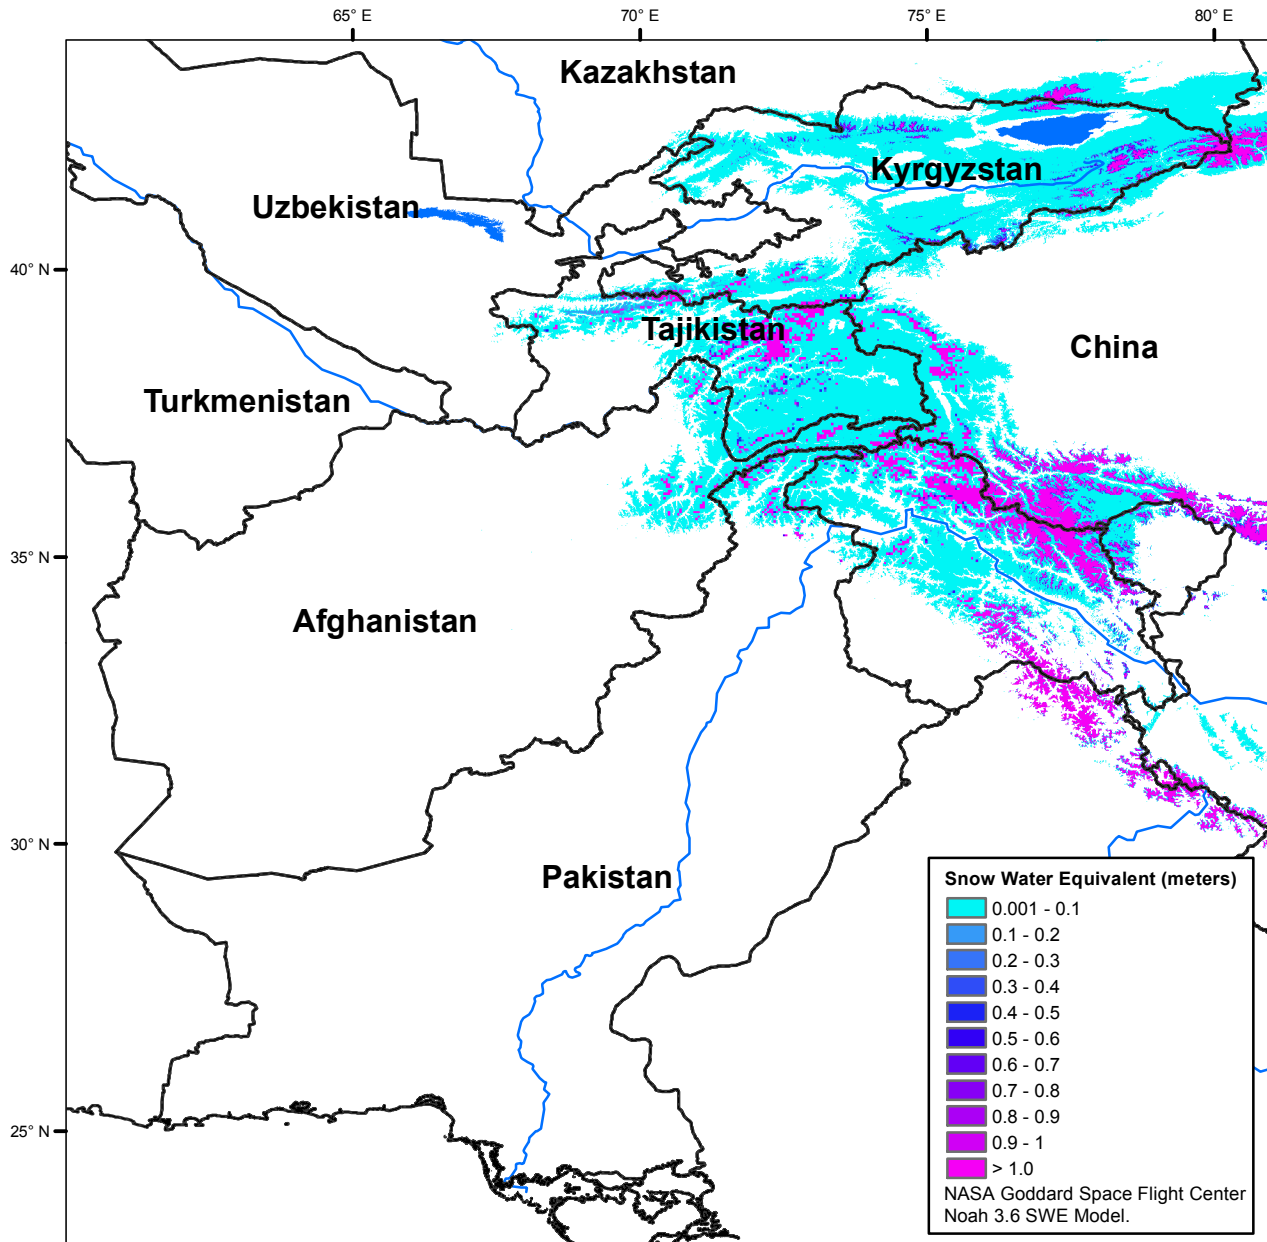 65° E
70° E
75° E
80° E
Kazakhstan
Kyrgyzstan
Uzbekistan
40° N
Tajikistan
China
Turkmenistan
35° N
Afghanistan
30° N
Pakistan
Snow Water Equivalent (meters)
0.001 - 0.1
0.1 - 0.2
0.2 - 0.3
0.3 - 0.4
0.4 - 0.5
0.5 - 0.6
0.6 - 0.7
0.7 - 0.8
0.8 - 0.9
0.9 - 1
> 1.0
NASA Goddard Space Flight Center
Noah 3.6 SWE Model.
25° N